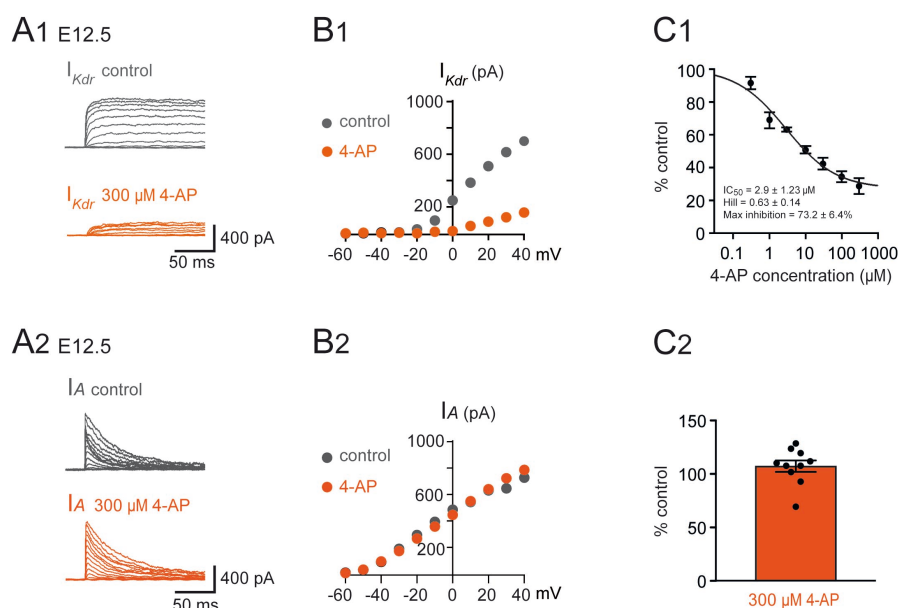 A1 E12.5
I Kdr control
I Kdr 300 µM 4-AP
400 pA
50 ms
B1
I Kdr (pA)
control
4-AP
1000
600
200
-60 -40 -20 0 20 40 mV
C1
% control
100
80
60
40
20
0
IC50 = 2.9 ± 1.23 µM
Hill = 0.63 ± 0.14
Max inhibition = 73.2 ± 6.4%
0.1 1 10 100 1000
4-AP concentration (µM)
A2 E12.5
IA control
IA 300 µM 4-AP
400 pA
50 ms
B2
IA (pA)
control
4-AP
1000
600
200
-60 -40 -20 0 20 40 mV
C2
% control
150
100
50
0
300 µM 4-AP